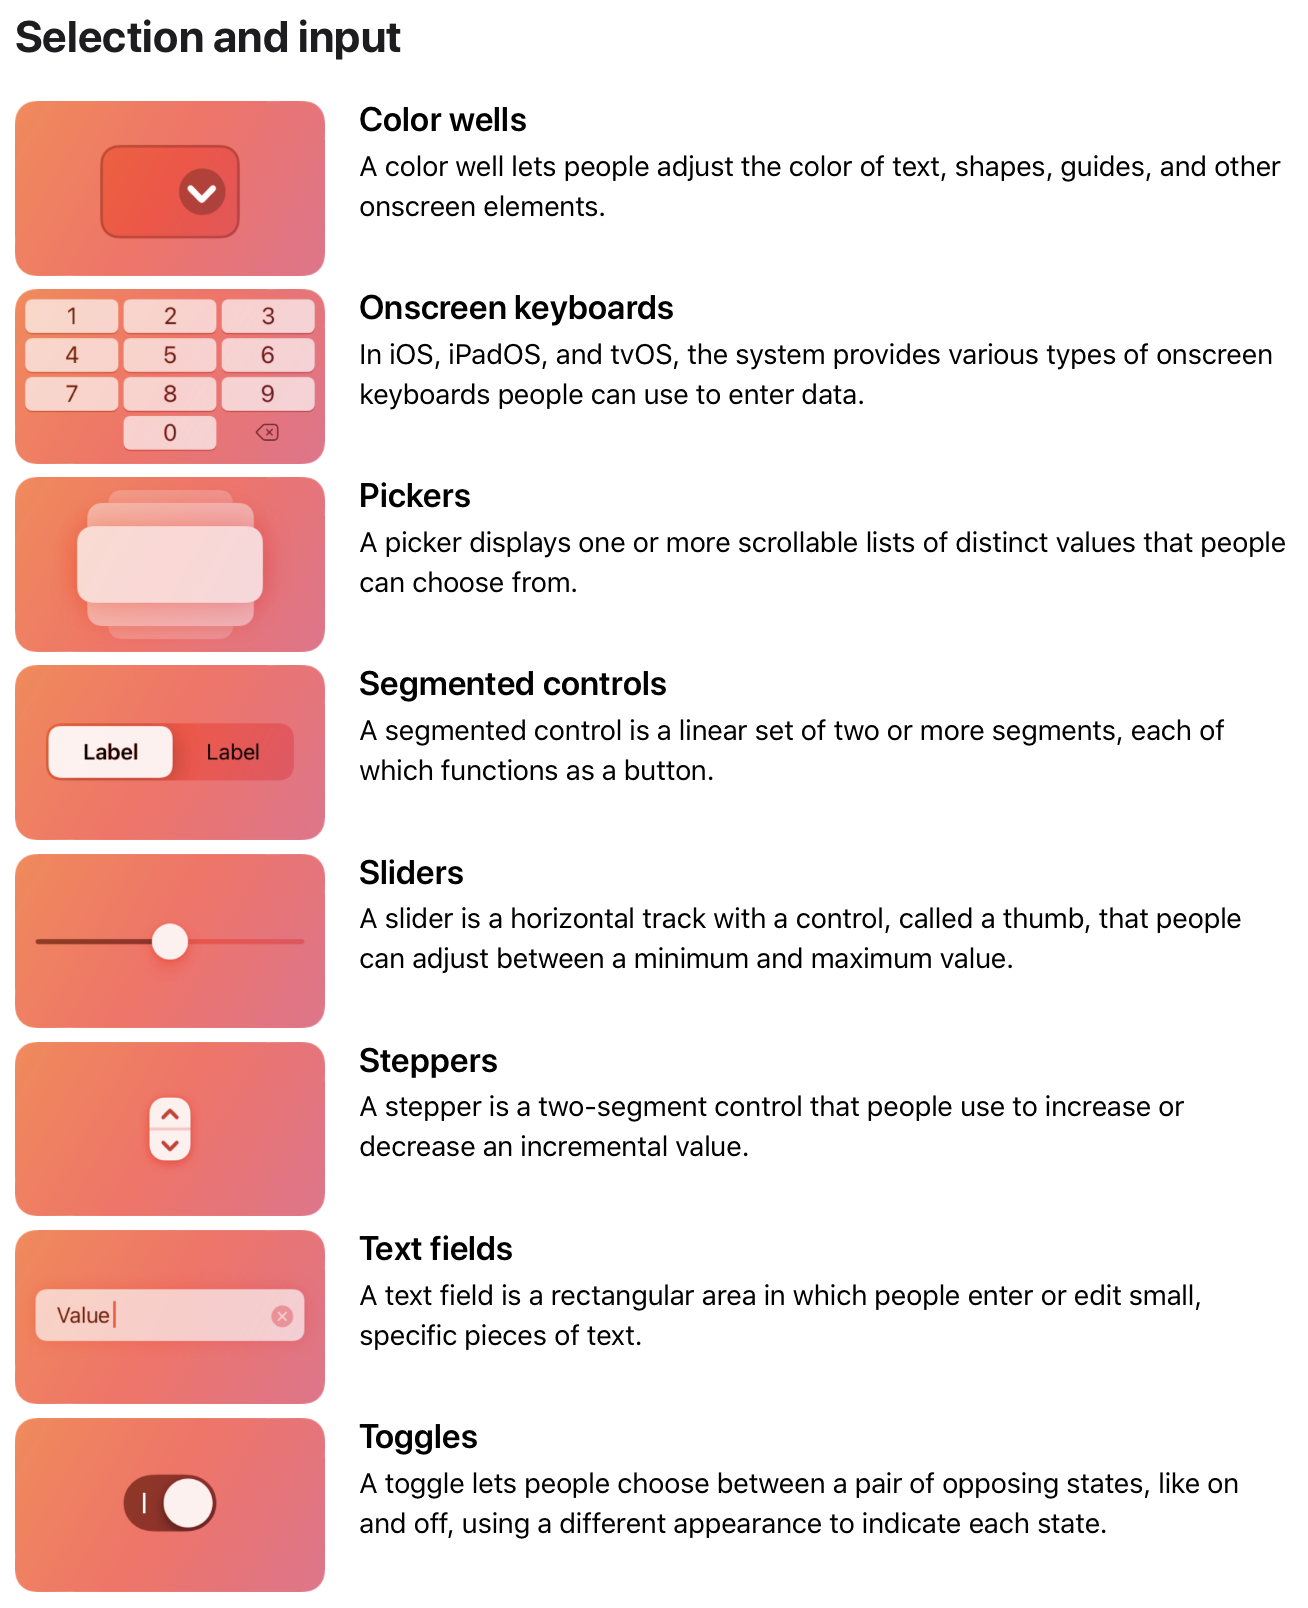 Selection and input
Color wells
A color well lets people adjust the color of text, shapes, guides, and other
onscreen elements.
1 2 3
4 5 6
7 8 9
0
Onscreen keyboards
In iOS, iPadOS, and tvOS, the system provides various types of onscreen
keyboards people can use to enter data.
Pickers
A picker displays one or more scrollable lists of distinct values that people
can choose from.
Label Label
Segmented controls
A segmented control is a linear set of two or more segments, each of
which functions as a button.
Sliders
A slider is a horizontal track with a control, called a thumb, that people
can adjust between a minimum and maximum value.
Steppers
A stepper is a two-segment control that people use to increase or
decrease an incremental value.
Value
Text fields
A text field is a rectangular area in which people enter or edit small,
specific pieces of text.
Toggles
A toggle lets people choose between a pair of opposing states, like on
and off, using a different appearance to indicate each state.